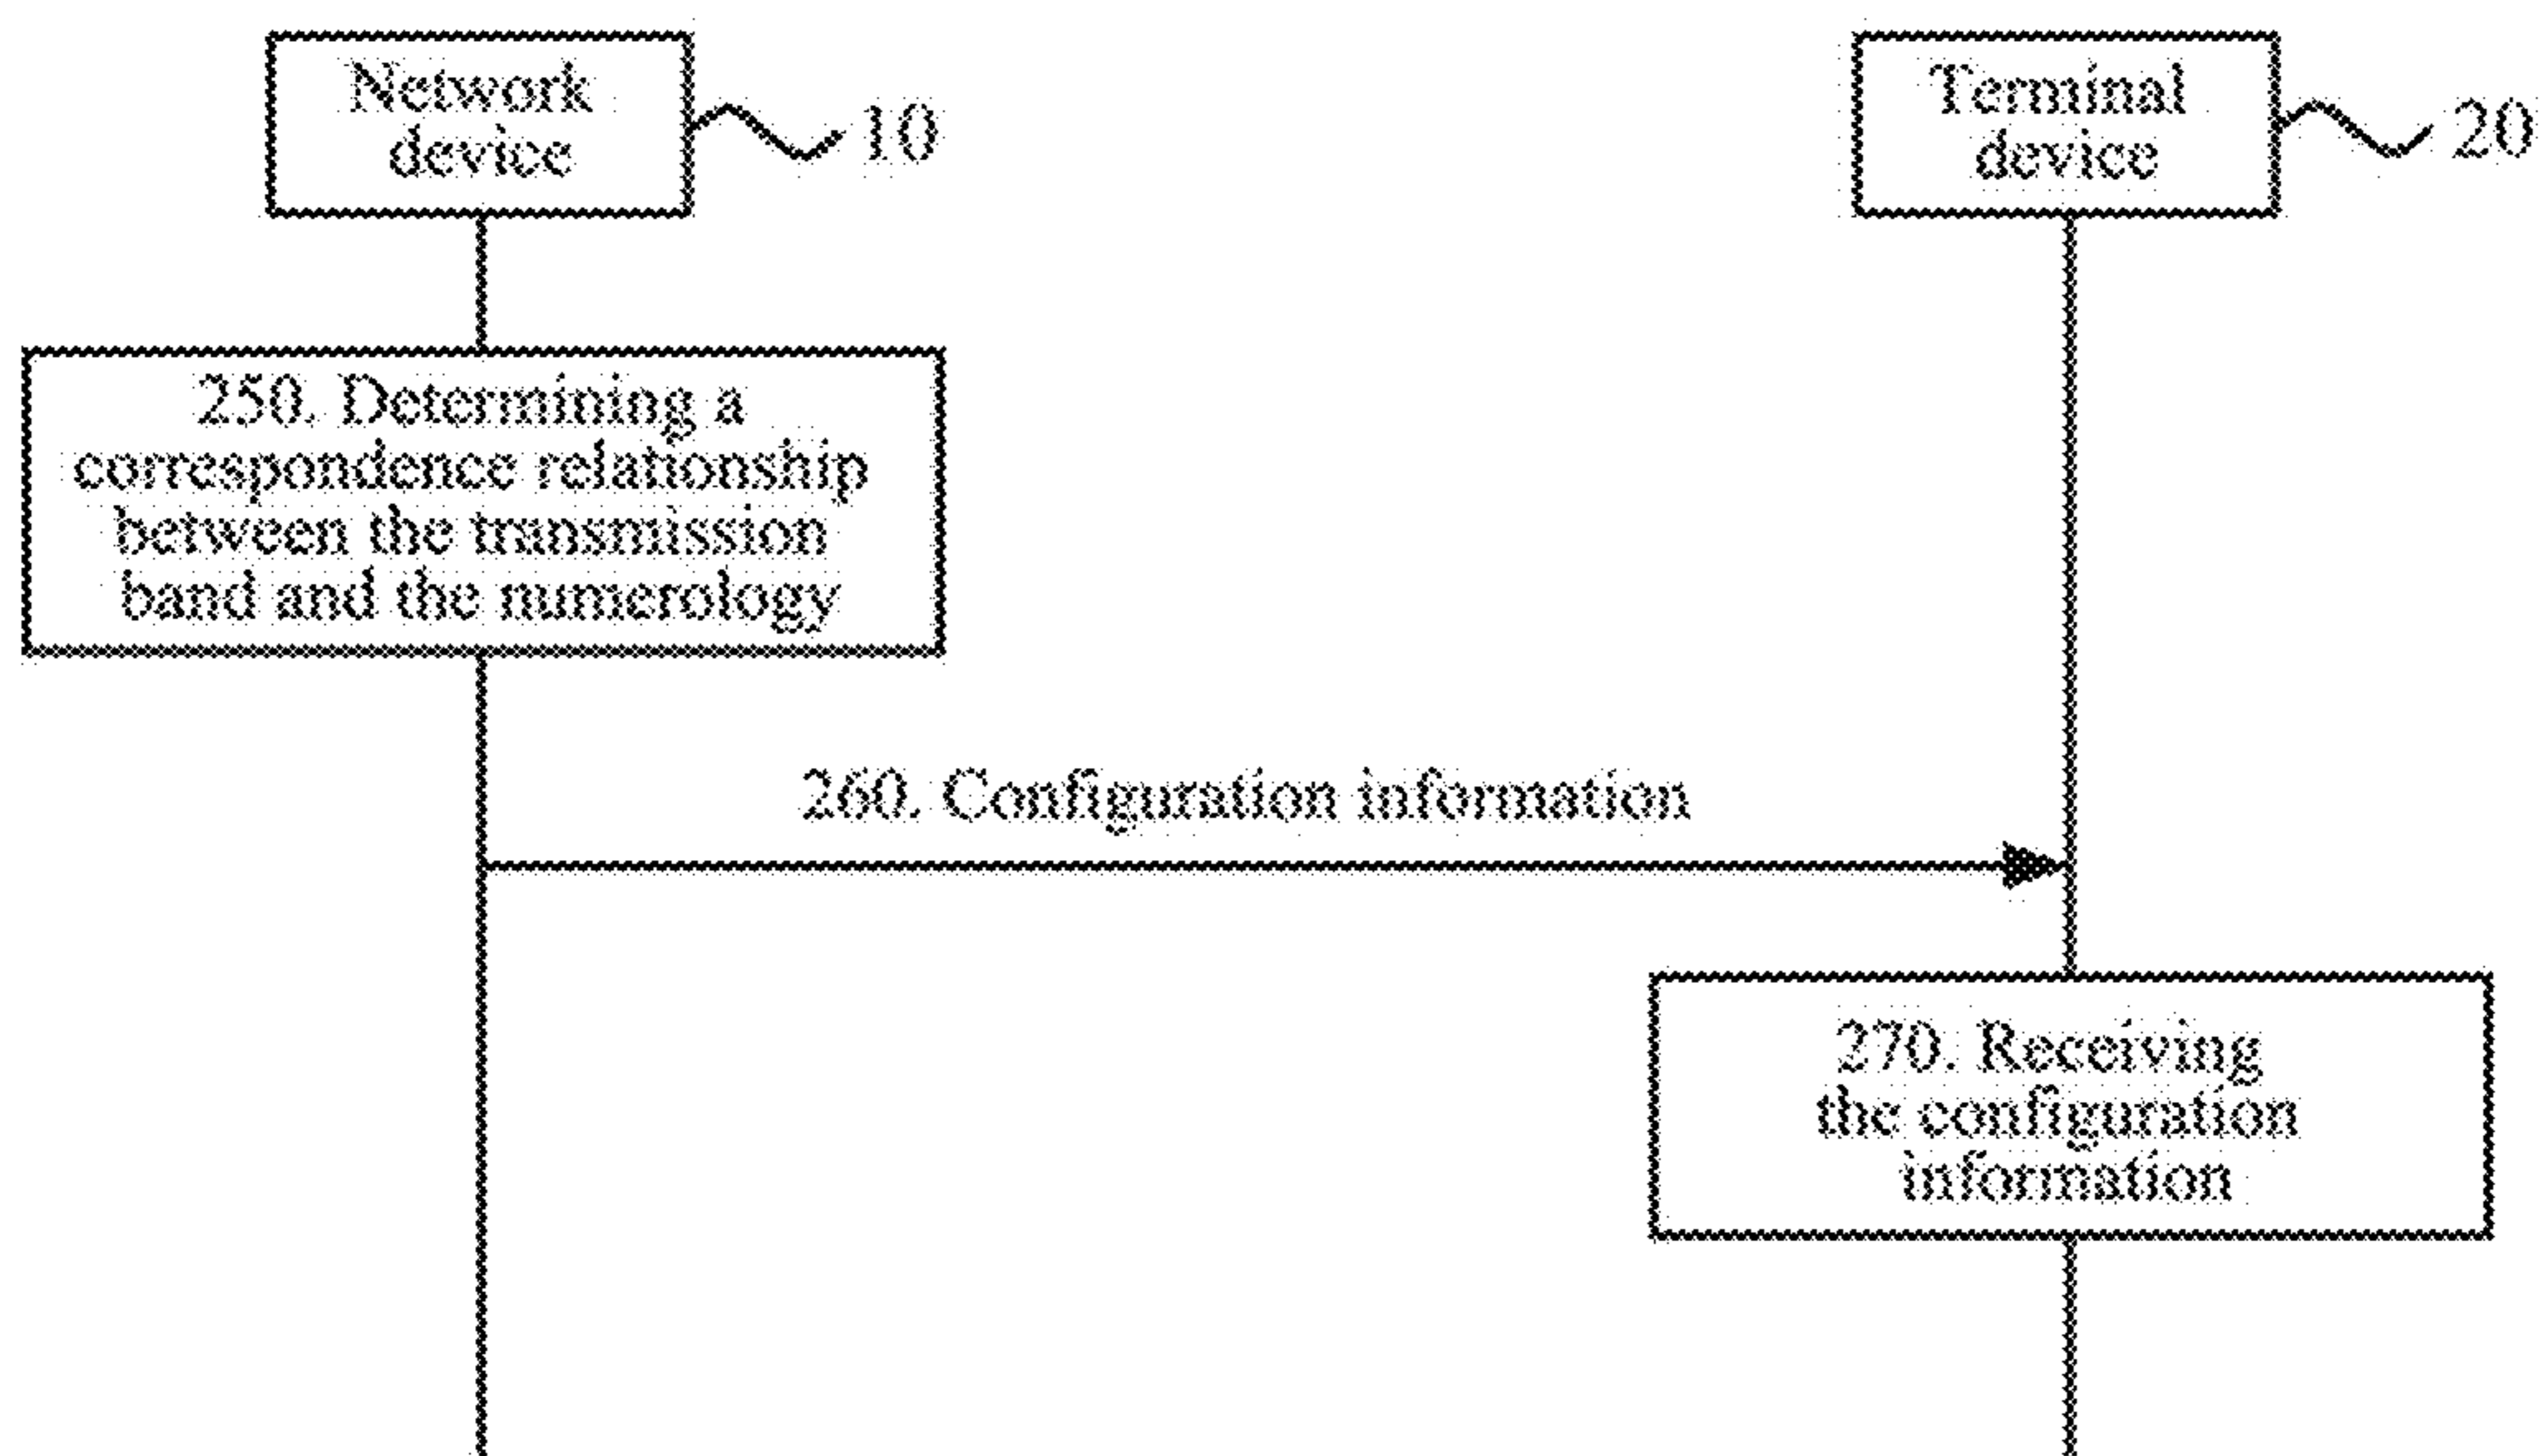 Network
device
10
Terminal
device
20
250. Determining a
correspondence relationship
between the transmission
band and the numerology
260. Configuration information
270. Receiving
the configuration
information